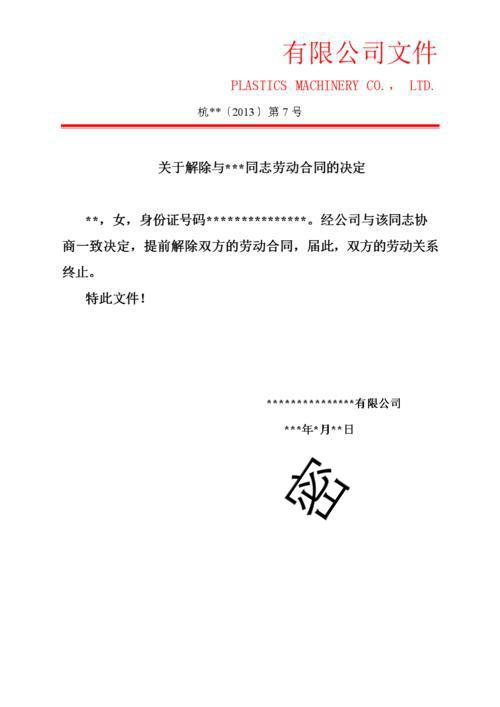 有限公司文件
PLASTICS MACHINERY CO., LTD.
杭**〔2013〕第7号
关于解除与***同志劳动合同的决定
**，女，身份证号码***************。经公司与该同志协
商一致决定，提前解除双方的劳动合同，届此，双方的劳动关系
终止。
特此文件！
***************有限公司
***年*月**日
密